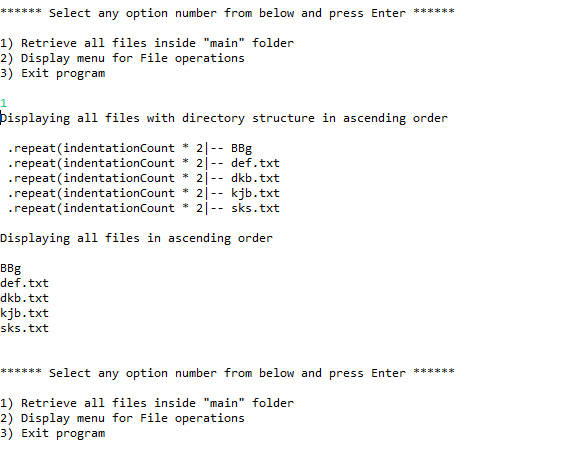 ****** Select any option number from below and press Enter ******
1) Retrieve all files inside "main" folder
2) Display menu for File operations
3) Exit program
1
Displaying all files with directory structure in ascending order
.repeat(indentationCount * 2|-- BBg
.repeat(indentationCount * 2|-- def.txt
.repeat(indentationCount * 2|-- dkb.txt
.repeat(indentationCount * 2|-- kjb.txt
.repeat(indentationCount * 2|-- sks.txt
Displaying all files in ascending order
BBg
def.txt
dkb.txt
kjb.txt
sks.txt
****** Select any option number from below and press Enter ******
1) Retrieve all files inside "main" folder
2) Display menu for File operations
3) Exit program